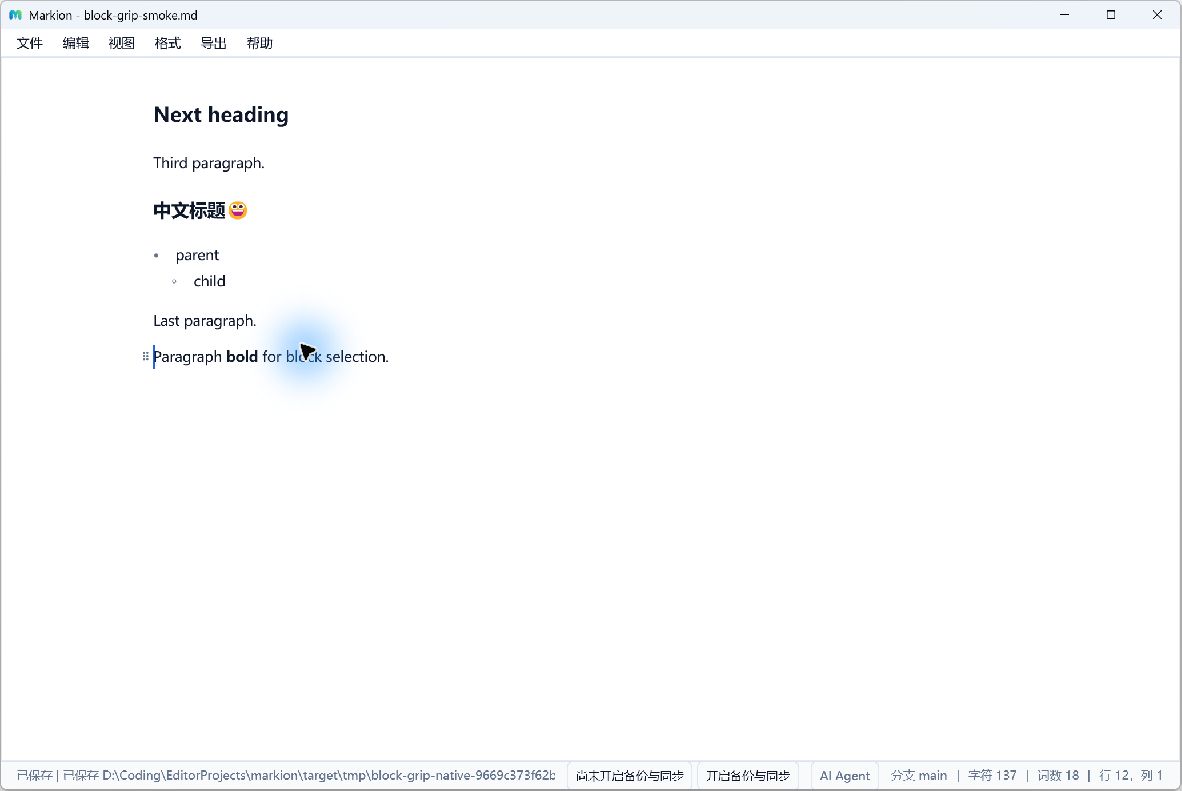 Markion - block-grip-smoke.md
文件 编辑 视图 格式 导出 帮助
Next heading
Third paragraph.
中文标题😀
parent
child
Last paragraph.
Paragraph bold for block selection.
已保存 | 已保存 D:\Coding\EditorProjects\markion\target\tmp\block-grip-native-9669c373f62b 尚未开启备份与同步 开启备份与同步 AI Agent 分支 main | 字符 137 | 词数 18 | 行 12，列 1